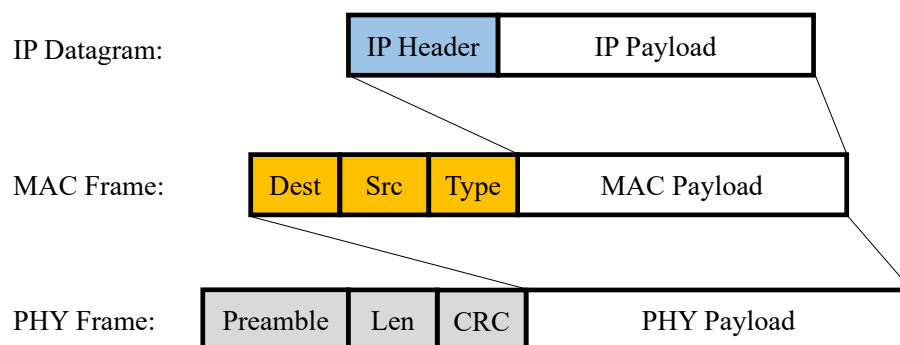 IP Datagram: IP Header IP Payload
MAC Frame: Dest Src Type MAC Payload
PHY Frame: Preamble Len CRC PHY Payload